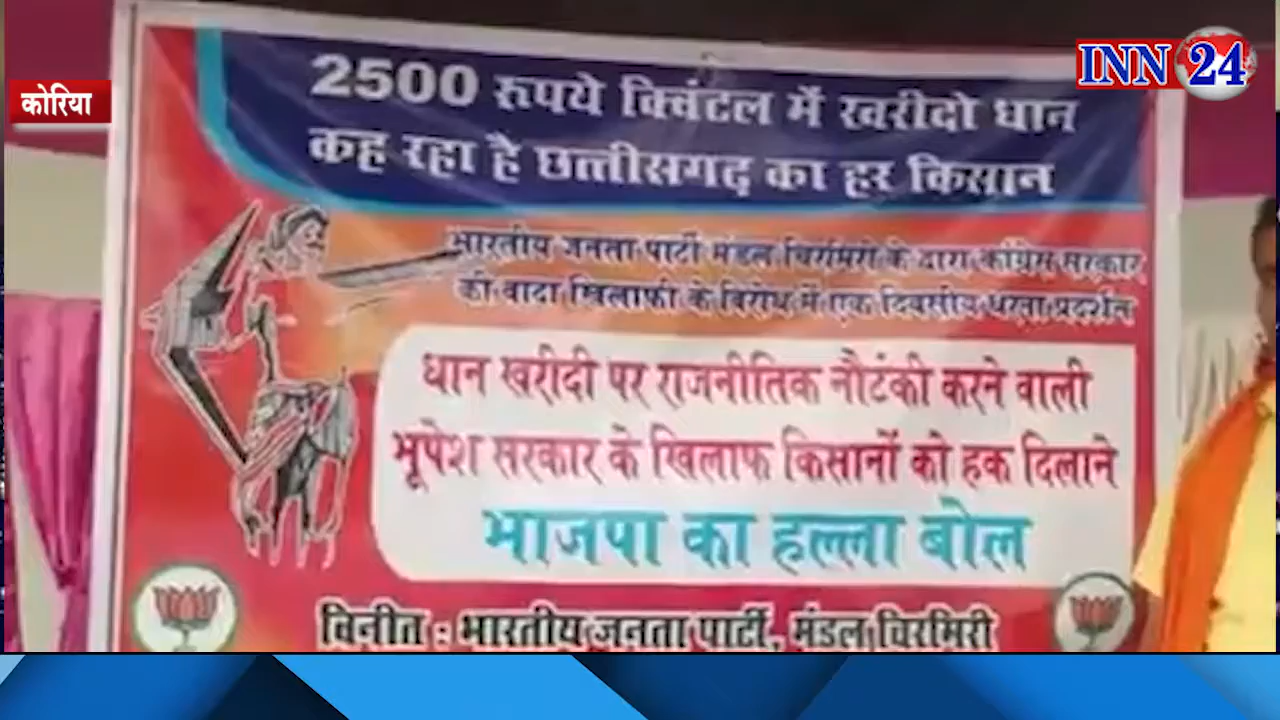 INN 24
कोरिया
2500 रूपये क्विंटल में खरीदो धान
कह रहा है छत्तीसगढ़ का हर किसान
भारतीय जनता पार्टी मंडल चिरमिरी के द्वारा कांग्रेस सरकार
की वादा खिलाफी के विरोध में एक दिवसीय धरना प्रदर्शन
धान खरीदी पर राजनीतिक नौटंकी करने वाली
भूपेश सरकार के खिलाफ किसानों को हक दिलाने
भाजपा का हल्ला बोल
विनीत : भारतीय जनता पार्टी, मंडल चिरमिरी